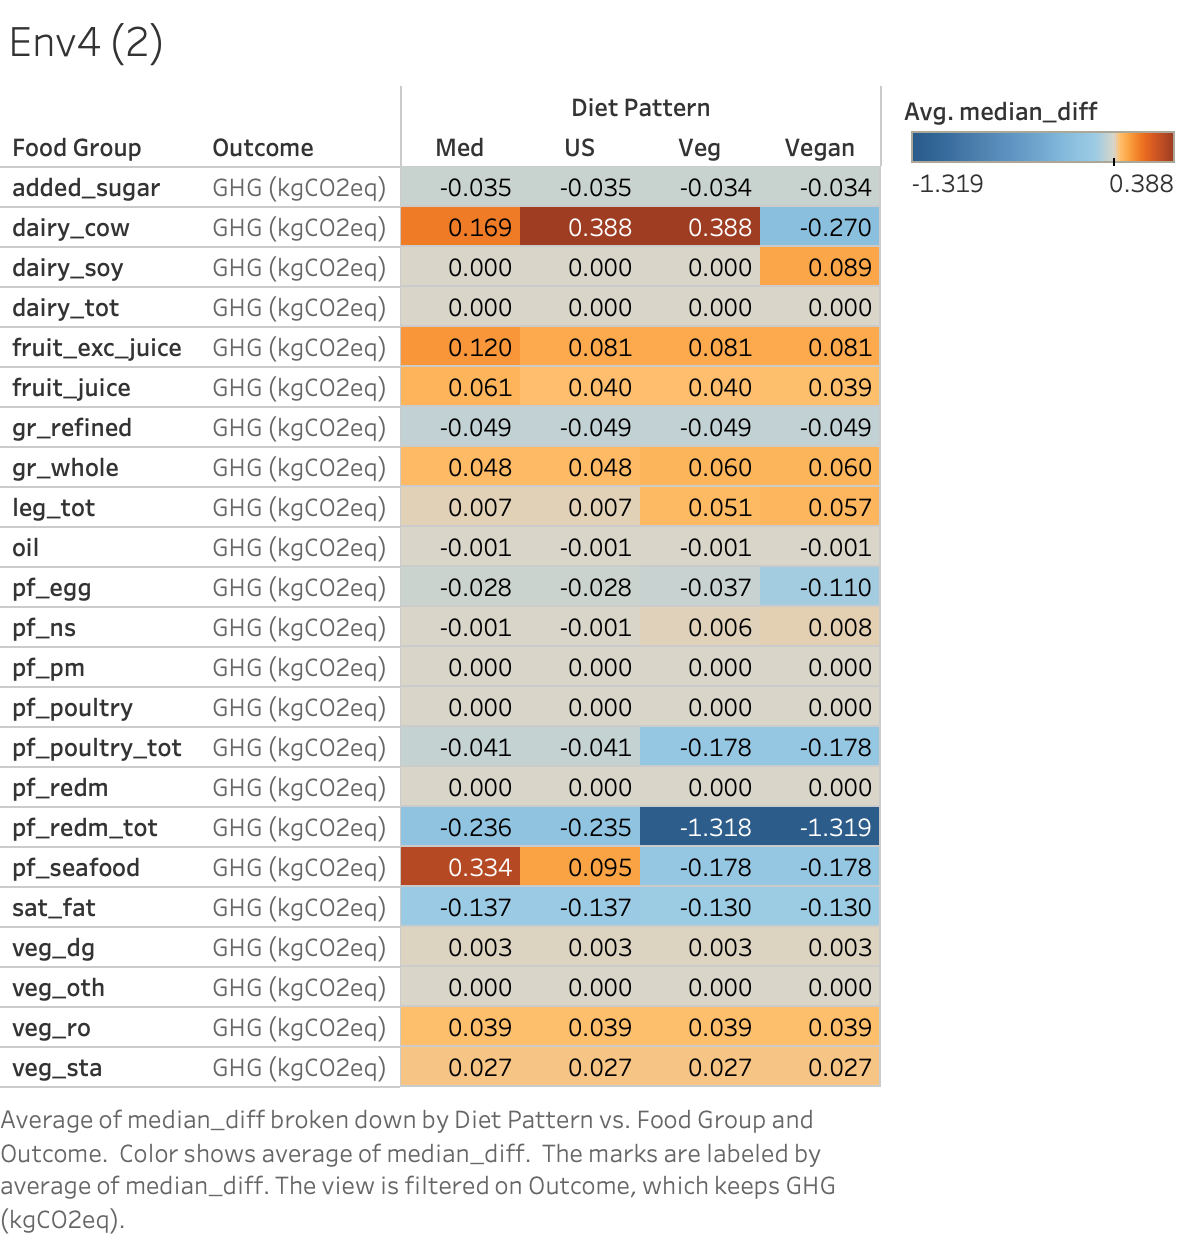 Env4 (2)
Diet Pattern
Food Group Outcome Med US Veg Vegan
added_sugar GHG (kgCO2eq) -0.035 -0.035 -0.034 -0.034
dairy_cow GHG (kgCO2eq) 0.169 0.388 0.388 -0.270
dairy_soy GHG (kgCO2eq) 0.000 0.000 0.000 0.089
dairy_tot GHG (kgCO2eq) 0.000 0.000 0.000 0.000
fruit_exc_juice GHG (kgCO2eq) 0.120 0.081 0.081 0.081
fruit_juice GHG (kgCO2eq) 0.061 0.040 0.040 0.039
gr_refined GHG (kgCO2eq) -0.049 -0.049 -0.049 -0.049
gr_whole GHG (kgCO2eq) 0.048 0.048 0.060 0.060
leg_tot GHG (kgCO2eq) 0.007 0.007 0.051 0.057
oil GHG (kgCO2eq) -0.001 -0.001 -0.001 -0.001
pf_egg GHG (kgCO2eq) -0.028 -0.028 -0.037 -0.110
pf_ns GHG (kgCO2eq) -0.001 -0.001 0.006 0.008
pf_pm GHG (kgCO2eq) 0.000 0.000 0.000 0.000
pf_poultry GHG (kgCO2eq) 0.000 0.000 0.000 0.000
pf_poultry_tot GHG (kgCO2eq) -0.041 -0.041 -0.178 -0.178
pf_redm GHG (kgCO2eq) 0.000 0.000 0.000 0.000
pf_redm_tot GHG (kgCO2eq) -0.236 -0.235 -1.318 -1.319
pf_seafood GHG (kgCO2eq) 0.334 0.095 -0.178 -0.178
sat_fat GHG (kgCO2eq) -0.137 -0.137 -0.130 -0.130
veg_dg GHG (kgCO2eq) 0.003 0.003 0.003 0.003
veg_oth GHG (kgCO2eq) 0.000 0.000 0.000 0.000
veg_ro GHG (kgCO2eq) 0.039 0.039 0.039 0.039
veg_sta GHG (kgCO2eq) 0.027 0.027 0.027 0.027
Avg. median_diff
-1.319 0.388
Average of median_diff broken down by Diet Pattern vs. Food Group and
Outcome.  Color shows average of median_diff.  The marks are labeled by
average of median_diff. The view is filtered on Outcome, which keeps GHG
(kgCO2eq).